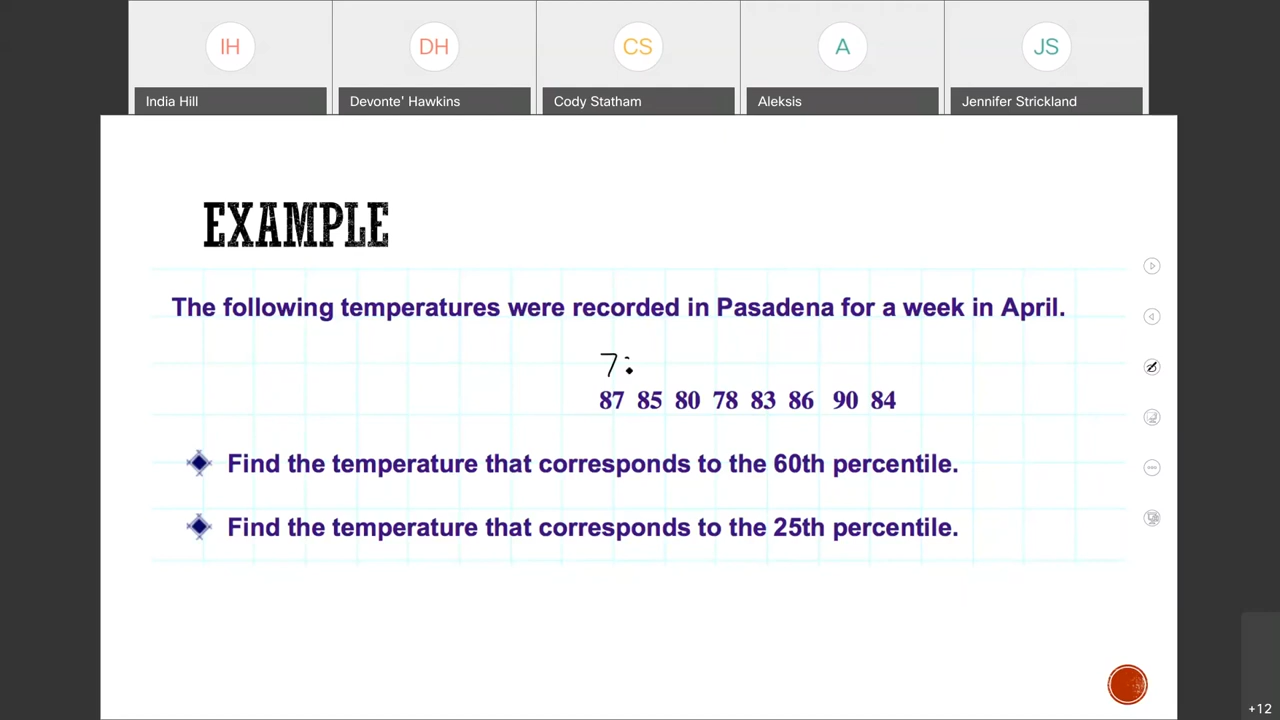 IH DH CS A JS
India Hill Devonte' Hawkins Cody Statham Aleksis Jennifer Strickland
EXAMPLE
The following temperatures were recorded in Pasadena for a week in April.
7
87 85 80 78 83 86 90 84
Find the temperature that corresponds to the 60th percentile.
Find the temperature that corresponds to the 25th percentile.
+12